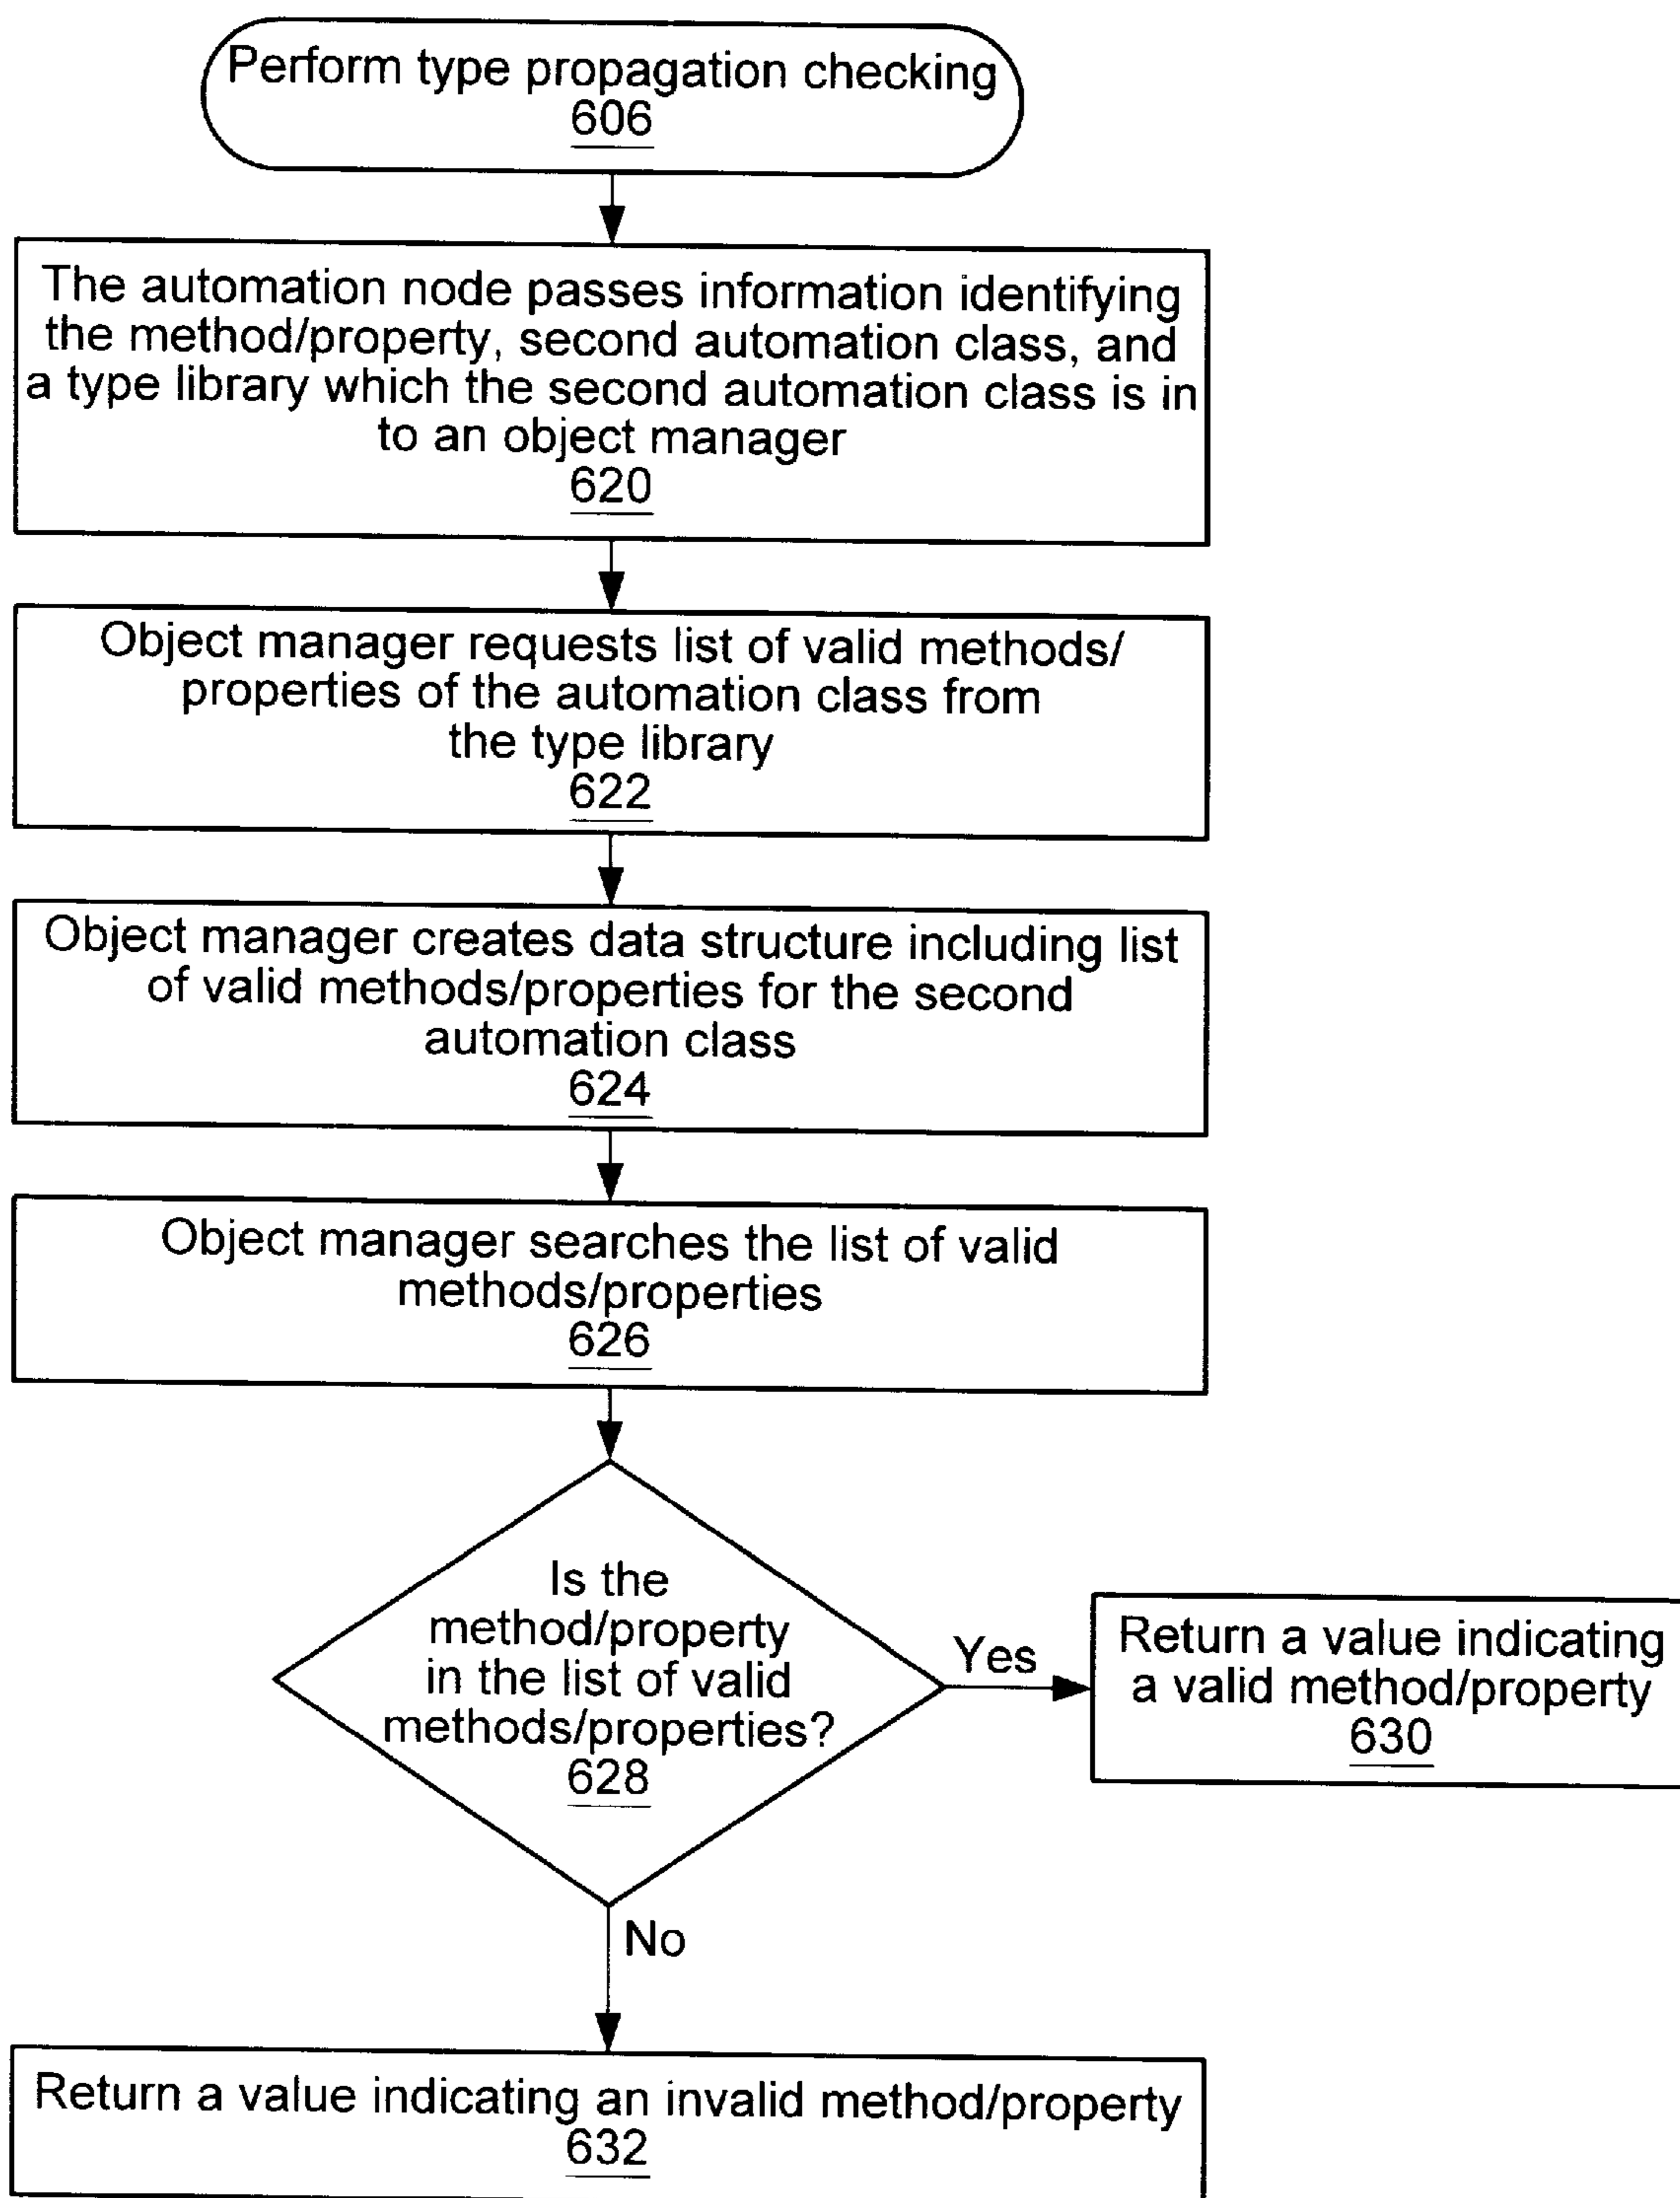 Perform type propagation checking
606
The automation node passes information identifying
the method/property, second automation class, and
a type library which the second automation class is in
to an object manager
620
Object manager requests list of valid methods/
properties of the automation class from
the type library
622
Object manager creates data structure including list
of valid methods/properties for the second
automation class
624
Object manager searches the list of valid
methods/properties
626
Is the
method/property
in the list of valid
methods/properties?
628
Yes
Return a value indicating
a valid method/property
630
No
Return a value indicating an invalid method/property
632